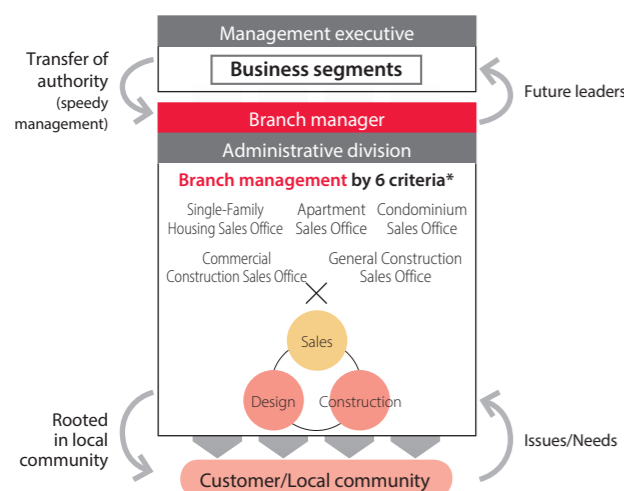 Management executive
Transfer of
authority
(speedy
management)
Business segments
Future leaders
Branch manager
Administrative division
Branch management by 6 criteria*
Single-Family
Housing Sales Office
Apartment
Sales Office
Condominium
Sales Office
Commercial
Construction Sales Office
General Construction
Sales Office
Sales
Design
Construction
Rooted
in local
community
Issues/Needs
Customer/Local community